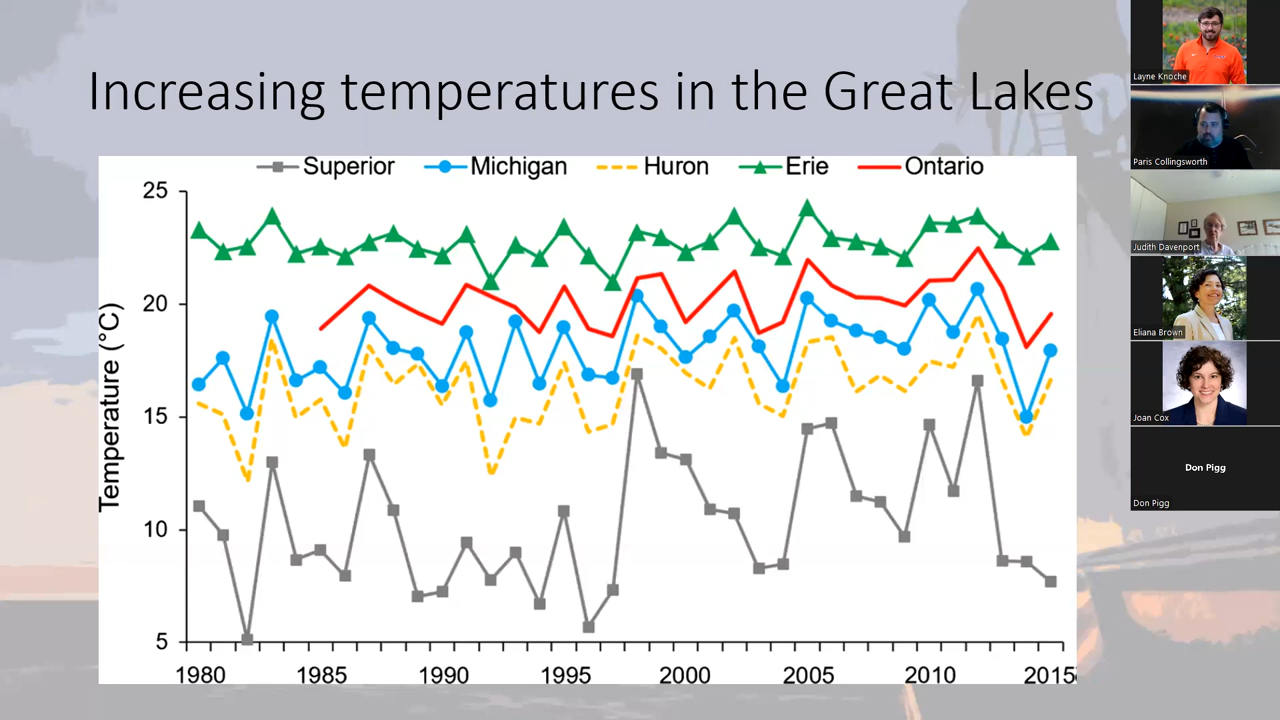 Increasing temperatures in the Great Lakes
Superior Michigan Huron Erie Ontario
Temperature (°C)
25
20
15
10
5
1980 1985 1990 1995 2000 2005 2010 2015
Layne Knoche
Paris Collingsworth
Judith Davenport
Eliana Brown
Joan Cox
Don Pigg
Don Pigg